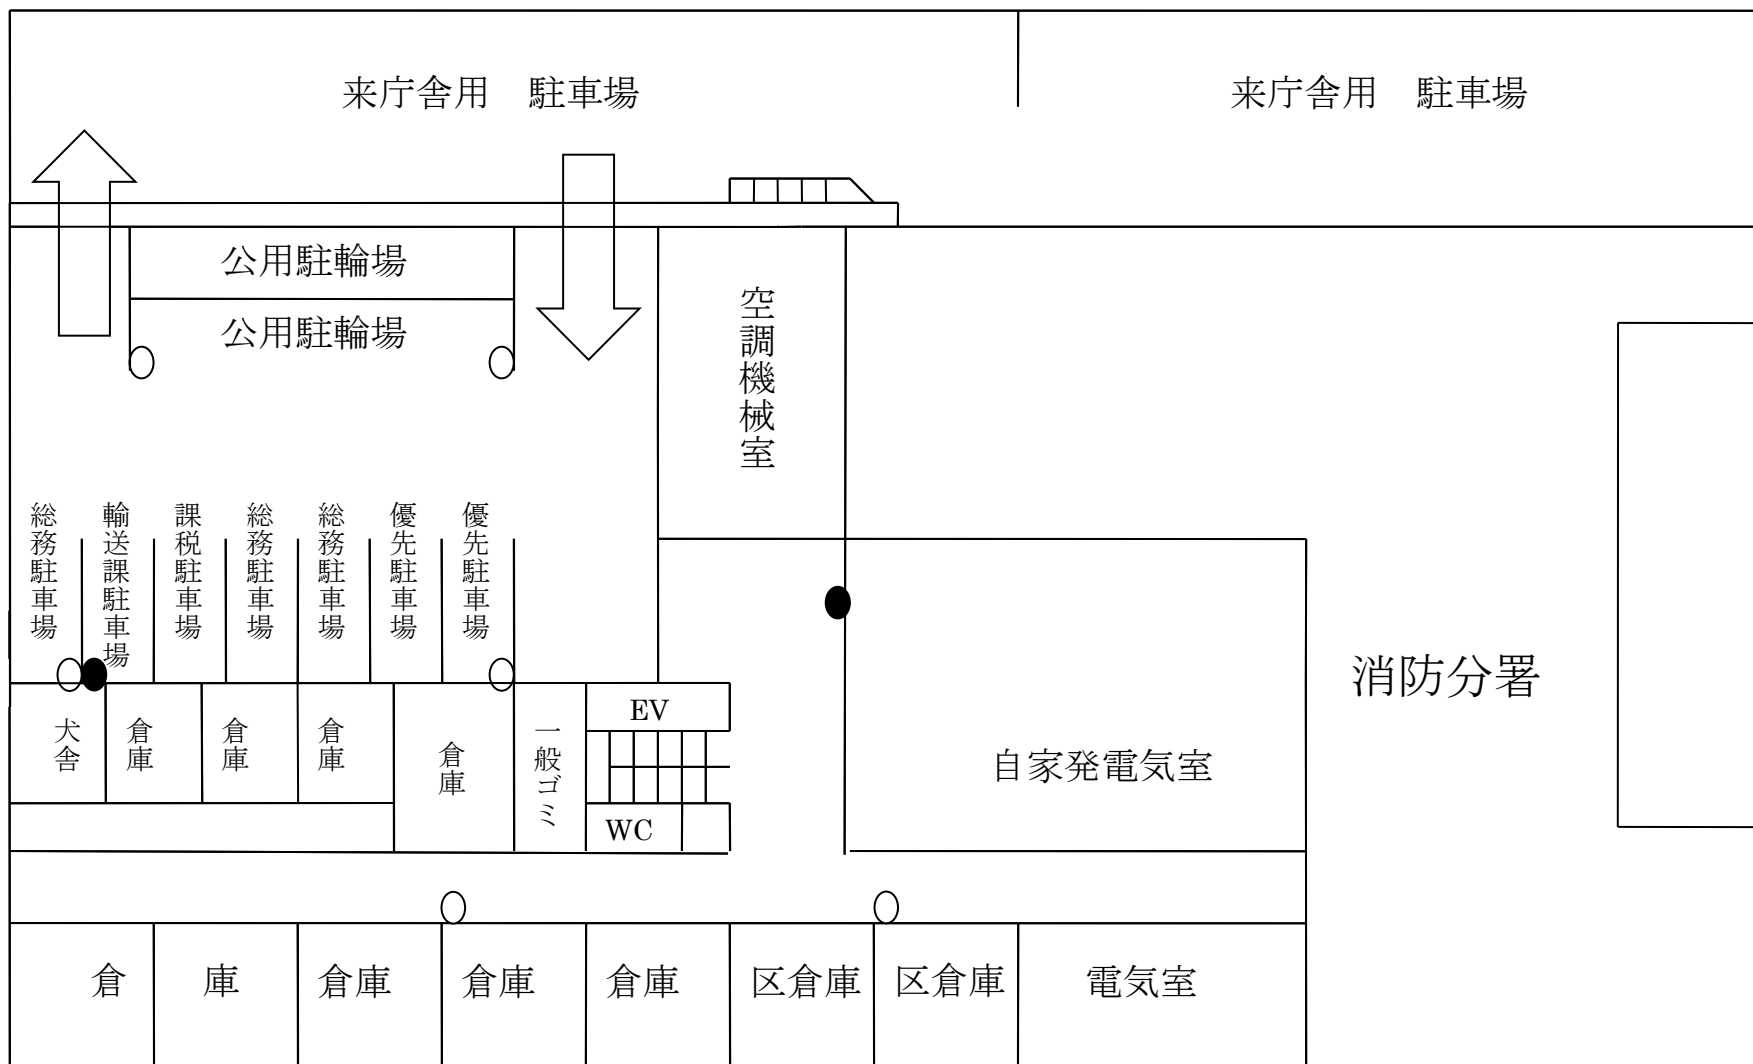 来庁舎用　駐車場
来庁舎用　駐車場
公用駐輪場
公用駐輪場
空調機械室
総務駐車場
輸送課駐車場
課税駐車場
総務駐車場
総務駐車場
優先駐車場
優先駐車場
消防分署
犬舎
倉庫
倉庫
倉庫
倉庫
一般ゴミ
EV
WC
自家発電気室
倉　庫
倉庫
倉庫
倉庫
区倉庫
区倉庫
電気室